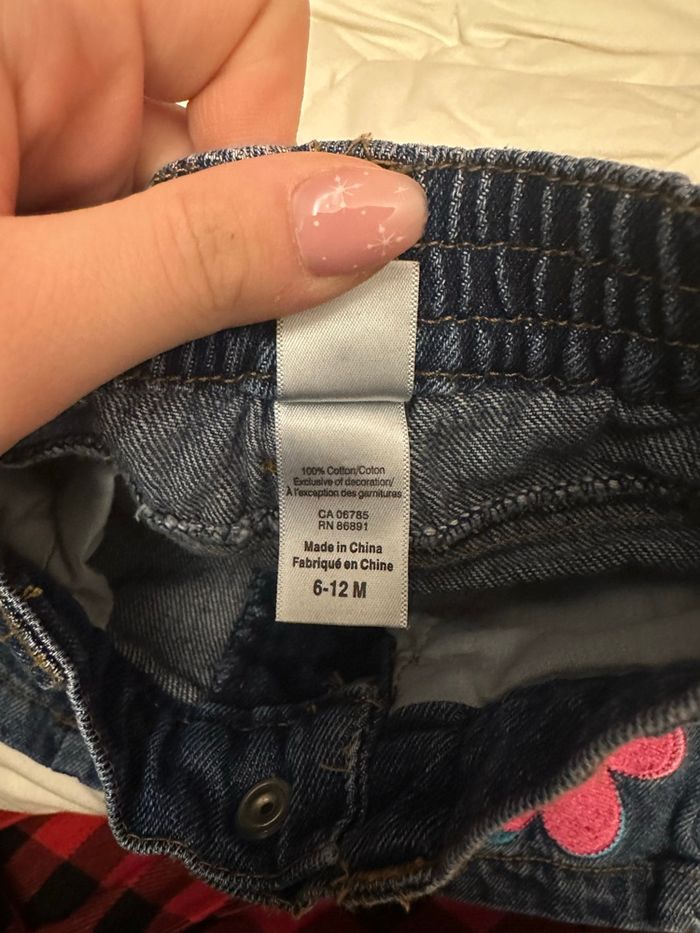 100% Cotton/Coton
Exclusive of decoration/
À l'exception des garnitures
CA 06785
RN 86891
Made in China
Fabriqué en Chine
6-12 M